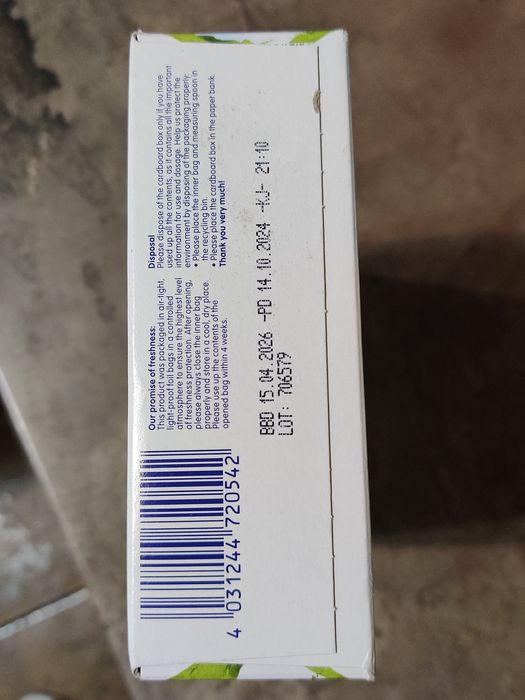 Our promise of freshness:
This product was packaged in air-tight,
light-proof foil bags in a controlled
atmosphere to ensure the highest level
of freshness protection. After opening,
please always close the inner bag
properly and store in a cool, dry place.
Please use up the contents of the
opened bag within 4 weeks.
Disposal
Please dispose of the cardboard box only if you have
used up all the contents, as it contains all the important
information for use and dosage. Help us protect the
environment by disposing of the packaging properly:
• Please place the inner bag and measuring spoon in
the recycling bin.
• Please place the cardboard box in the paper bank
Thank you very much!
BBD 15.04.2026 -PD 14.10.2024 -KJ- 21:10
LOT: 706579
4 031244 720542